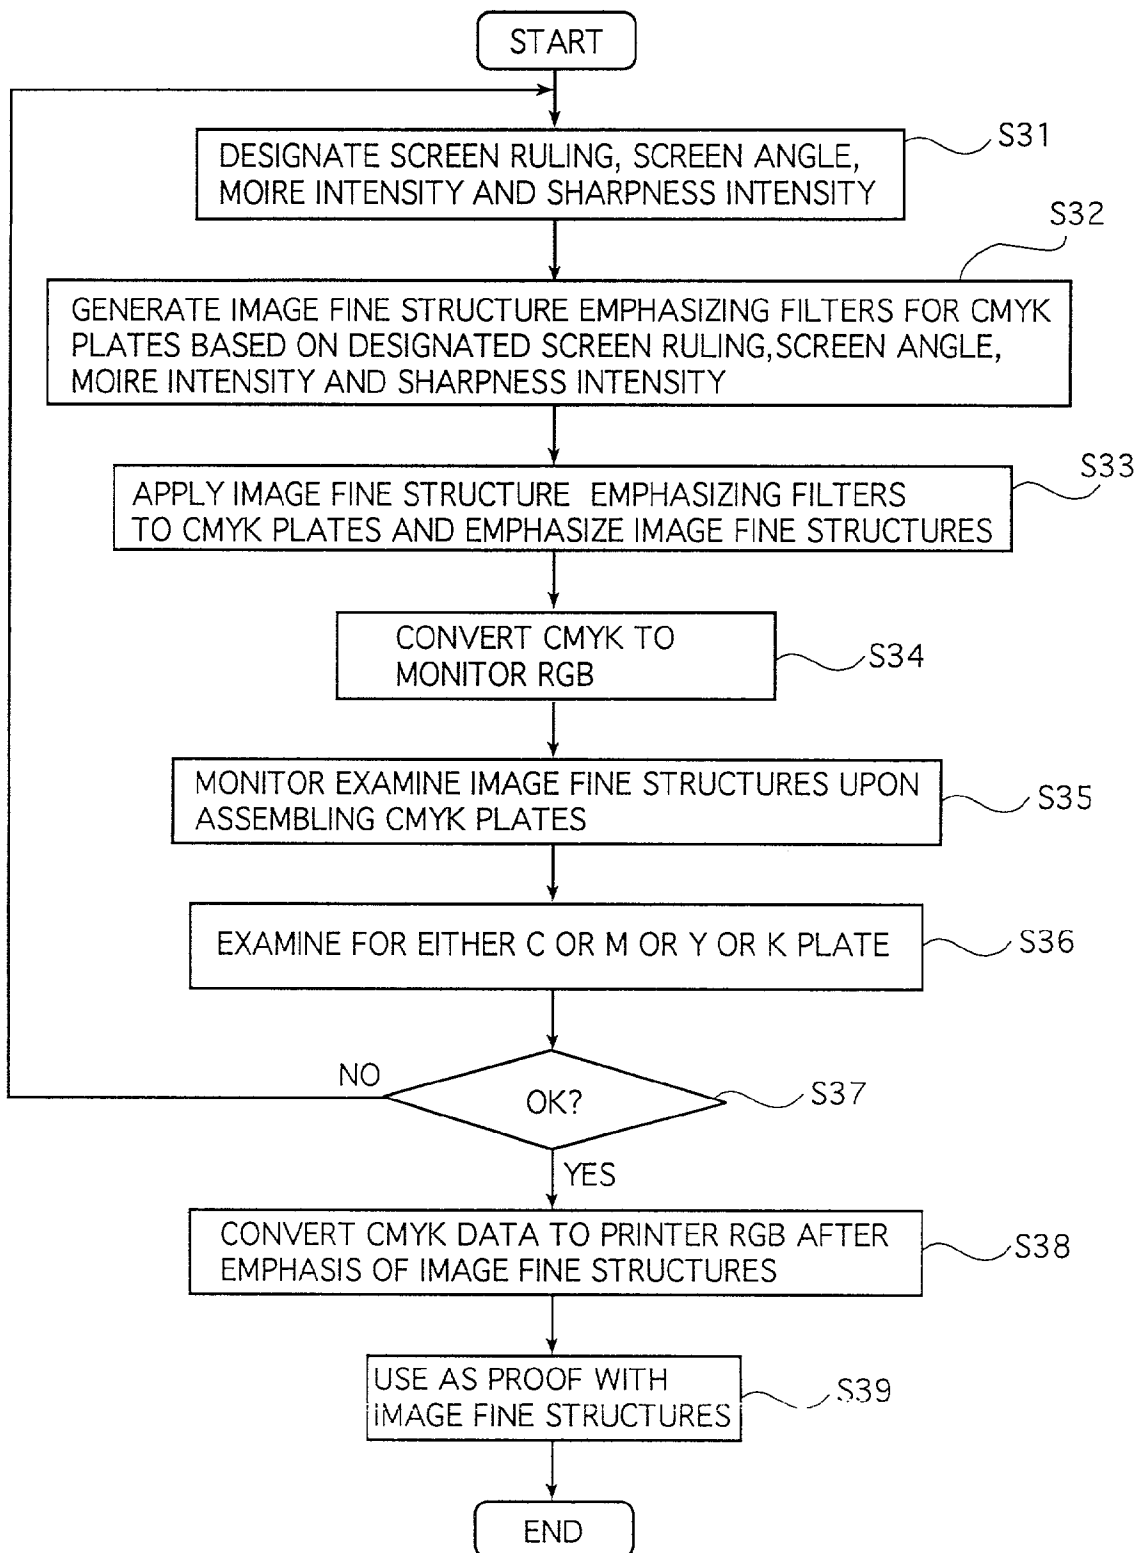 START
DESIGNATE SCREEN RULING, SCREEN ANGLE,
MOIRE INTENSITY AND SHARPNESS INTENSITY
S31
S32
GENERATE IMAGE FINE STRUCTURE EMPHASIZING FILTERS FOR CMYK
PLATES BASED ON DESIGNATED SCREEN RULING,SCREEN ANGLE,
MOIRE INTENSITY AND SHARPNESS INTENSITY
S33
APPLY IMAGE FINE STRUCTURE EMPHASIZING FILTERS
TO CMYK PLATES AND EMPHASIZE IMAGE FINE STRUCTURES
CONVERT CMYK TO
MONITOR RGB
S34
MONITOR EXAMINE IMAGE FINE STRUCTURES UPON
ASSEMBLING CMYK PLATES
S35
EXAMINE FOR EITHER C OR M OR Y OR K PLATE
S36
NO
OK?
S37
YES
CONVERT CMYK DATA TO PRINTER RGB AFTER
EMPHASIS OF IMAGE FINE STRUCTURES
S38
USE AS PROOF WITH
IMAGE FINE STRUCTURES
S39
END